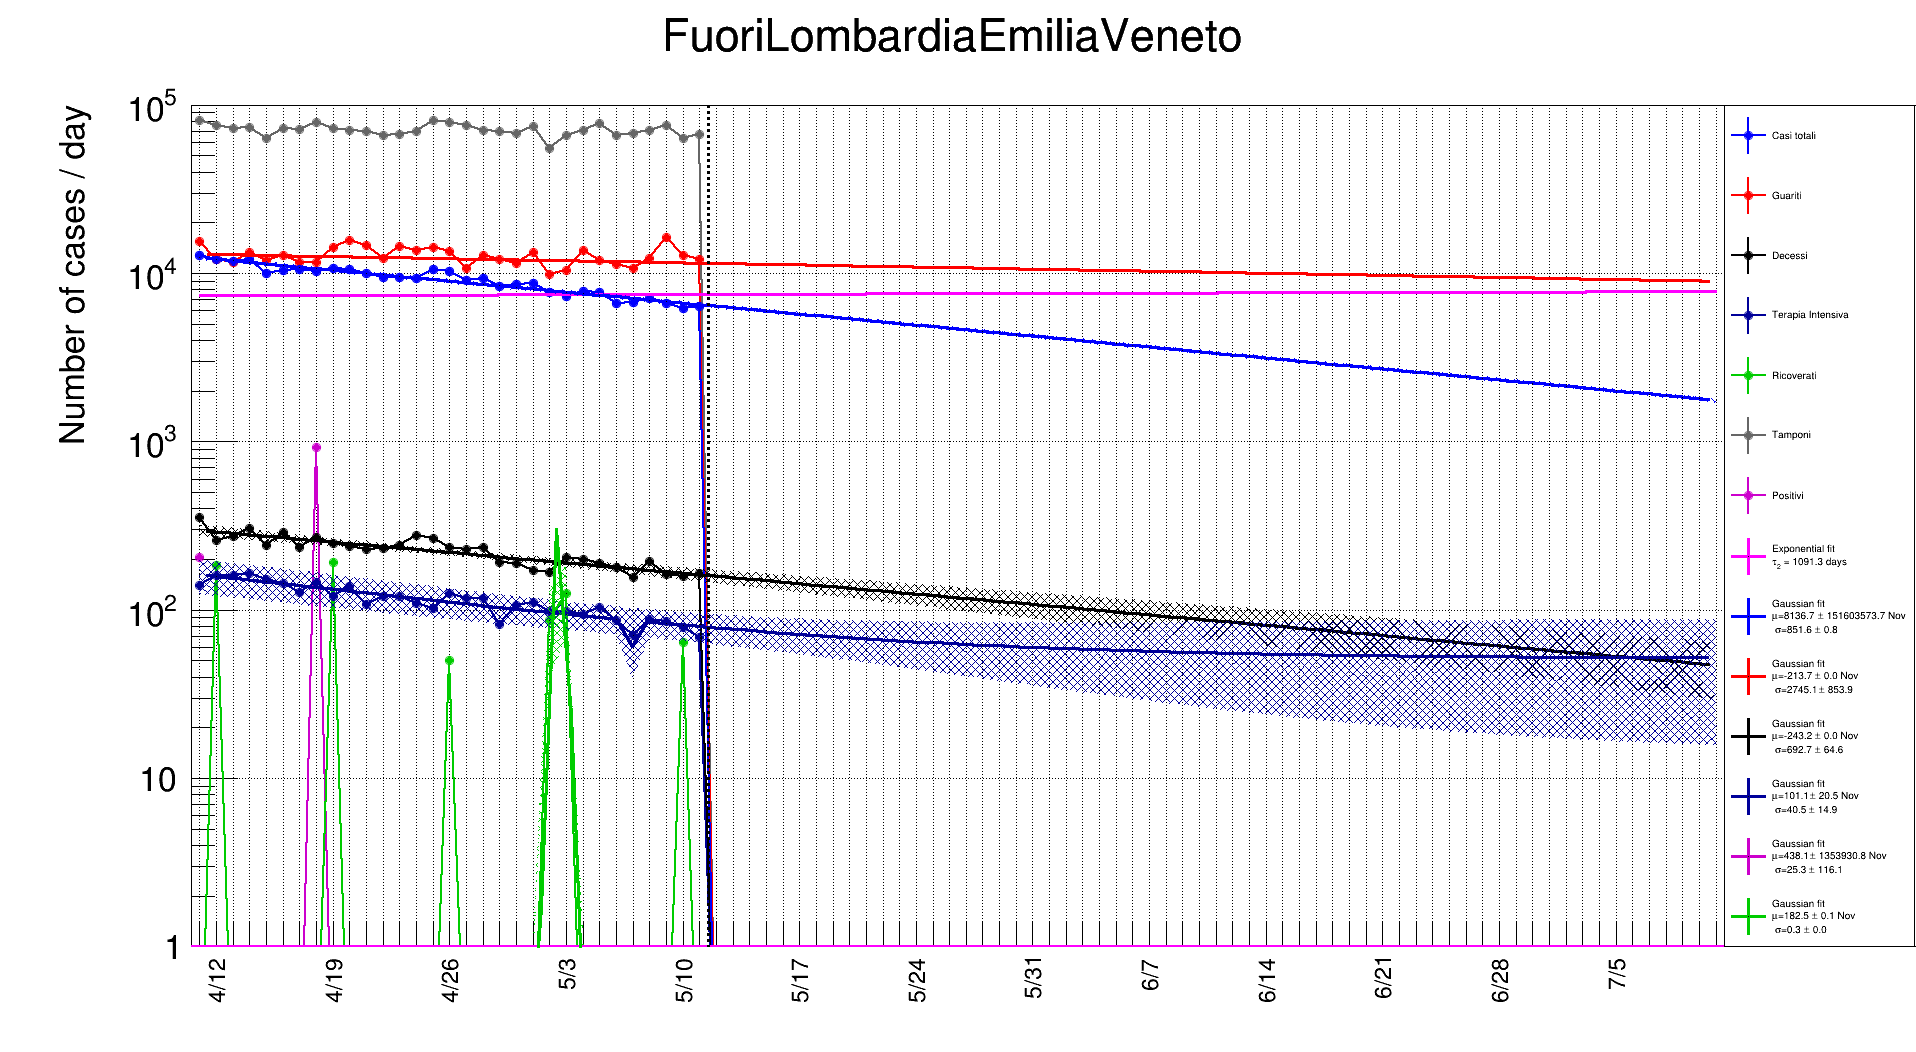 FuoriLombardiaEmiliaVeneto
Number of cases / day
10^5
10^4
10^3
10^2
10
1
4/12
4/19
4/26
5/3
5/10
5/17
5/24
5/31
6/7
6/14
6/21
6/28
7/5
Casi totali
Guariti
Decessi
Terapia Intensiva
Ricoverati
Tamponi
Positivi
Exponential fit
τ_2 = 1091.3 days
Gaussian fit
μ=8136.7 ± 151603573.7 Nov
σ=851.6 ± 0.8
Gaussian fit
μ=-213.7 ± 0.0 Nov
σ=2745.1 ± 853.9
Gaussian fit
μ=-243.2 ± 0.0 Nov
σ=692.7 ± 64.6
Gaussian fit
μ=101.1 ± 20.5 Nov
σ=40.5 ± 14.9
Gaussian fit
μ=438.1 ± 1353930.8 Nov
σ=25.3 ± 116.1
Gaussian fit
μ=182.5 ± 0.1 Nov
σ=0.3 ± 0.0